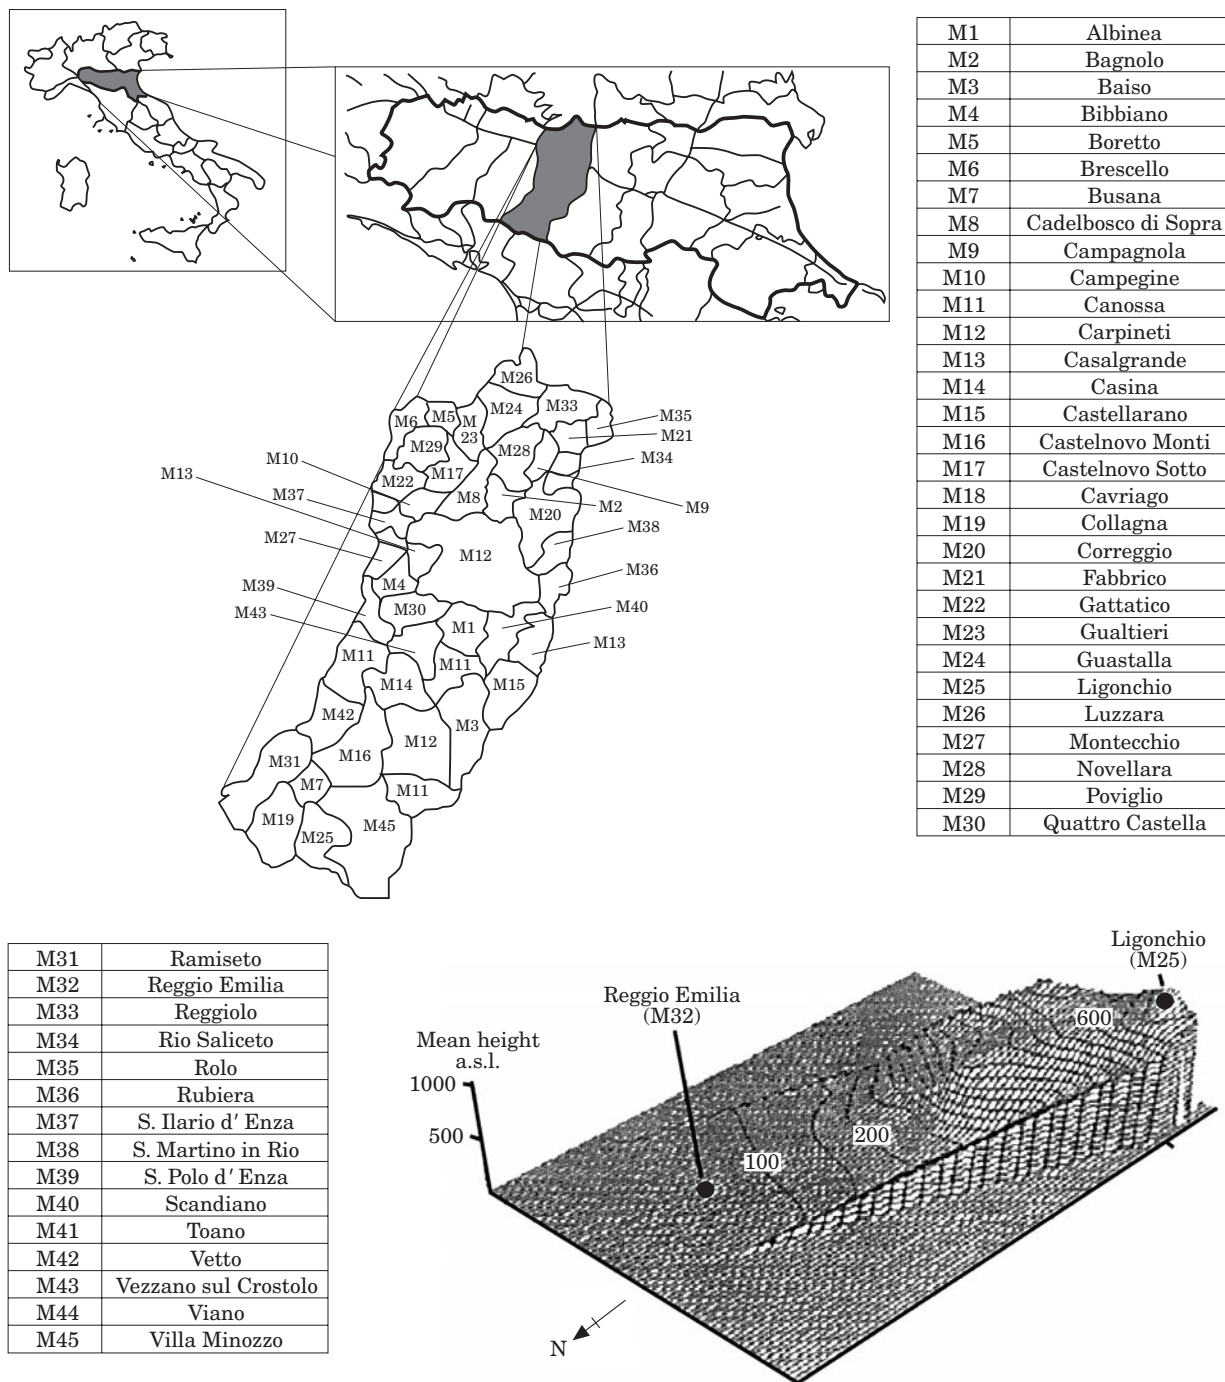 M1 Albinea
M2 Bagnolo
M3 Baiso
M4 Bibbiano
M5 Boretto
M6 Brescello
M7 Busana
M8 Cadelbosco di Sopra
M9 Campagnola
M10 Campegine
M11 Canossa
M12 Carpineti
M13 Casalgrande
M14 Casina
M15 Castellarano
M16 Castelnovo Monti
M17 Castelnovo Sotto
M18 Cavriago
M19 Collagna
M20 Correggio
M21 Fabbrico
M22 Gattatico
M23 Gualtieri
M24 Guastalla
M25 Ligonchio
M26 Luzzara
M27 Montecchio
M28 Novellara
M29 Poviglio
M30 Quattro Castella
M26
M6
M5
M
23
M24
M33
M35
M21
M29
M28
M34
M10
M13
M22
M17
M8
M2
M9
M37
M20
M38
M27
M12
M36
M4
M39
M30
M40
M43
M1
M13
M11
M11
M14
M15
M42
M3
M16
M12
M31
M7
M11
M19
M25
M45
M31 Ramiseto
M32 Reggio Emilia
M33 Reggiolo
M34 Rio Saliceto
M35 Rolo
M36 Rubiera
M37 S. Ilario d' Enza
M38 S. Martino in Rio
M39 S. Polo d' Enza
M40 Scandiano
M41 Toano
M42 Vetto
M43 Vezzano sul Crostolo
M44 Viano
M45 Villa Minozzo
Ligonchio
(M25)
Reggio Emilia
(M32)
Mean height
a.s.l.
1000
500
600
200
100
N